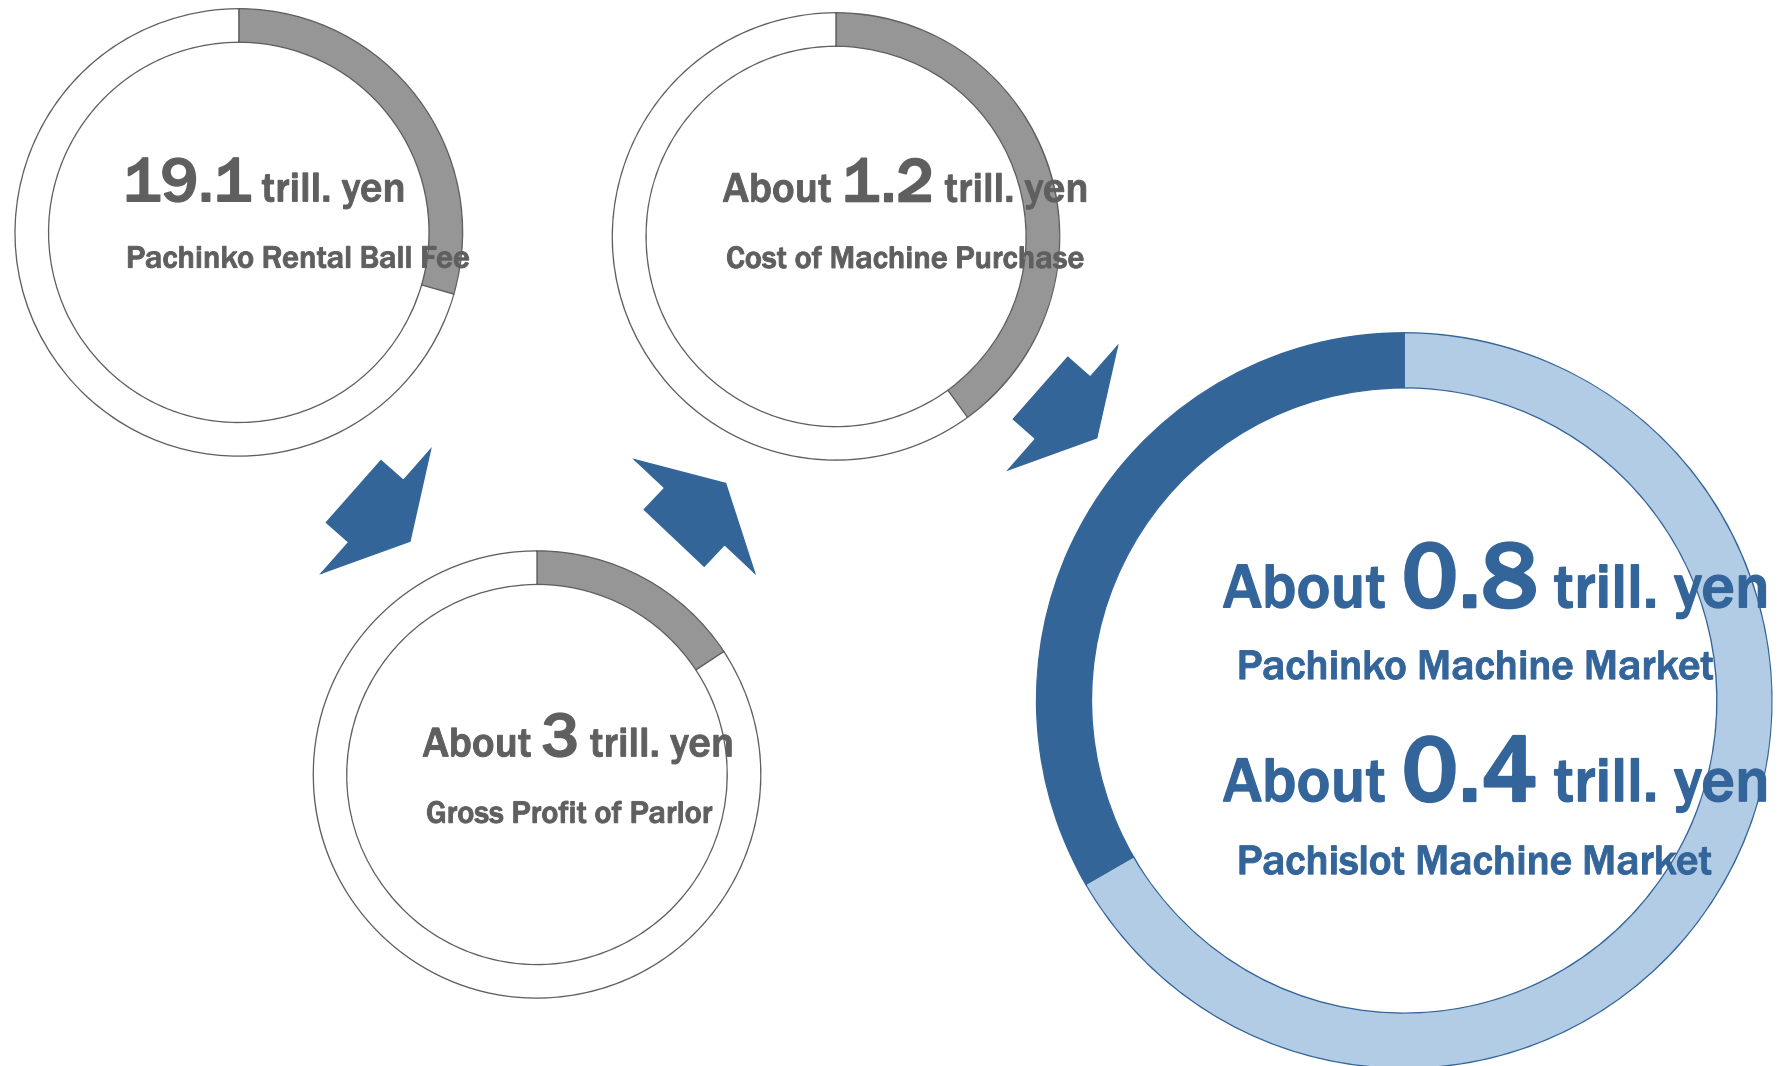 19.1 trill. yen
Pachinko Rental Ball Fee
About 3 trill. yen
Gross Profit of Parlor
About 1.2 trill. yen
Cost of Machine Purchase
About 0.8 trill. yen
Pachinko Machine Market
About 0.4 trill. yen
Pachislot Machine Market